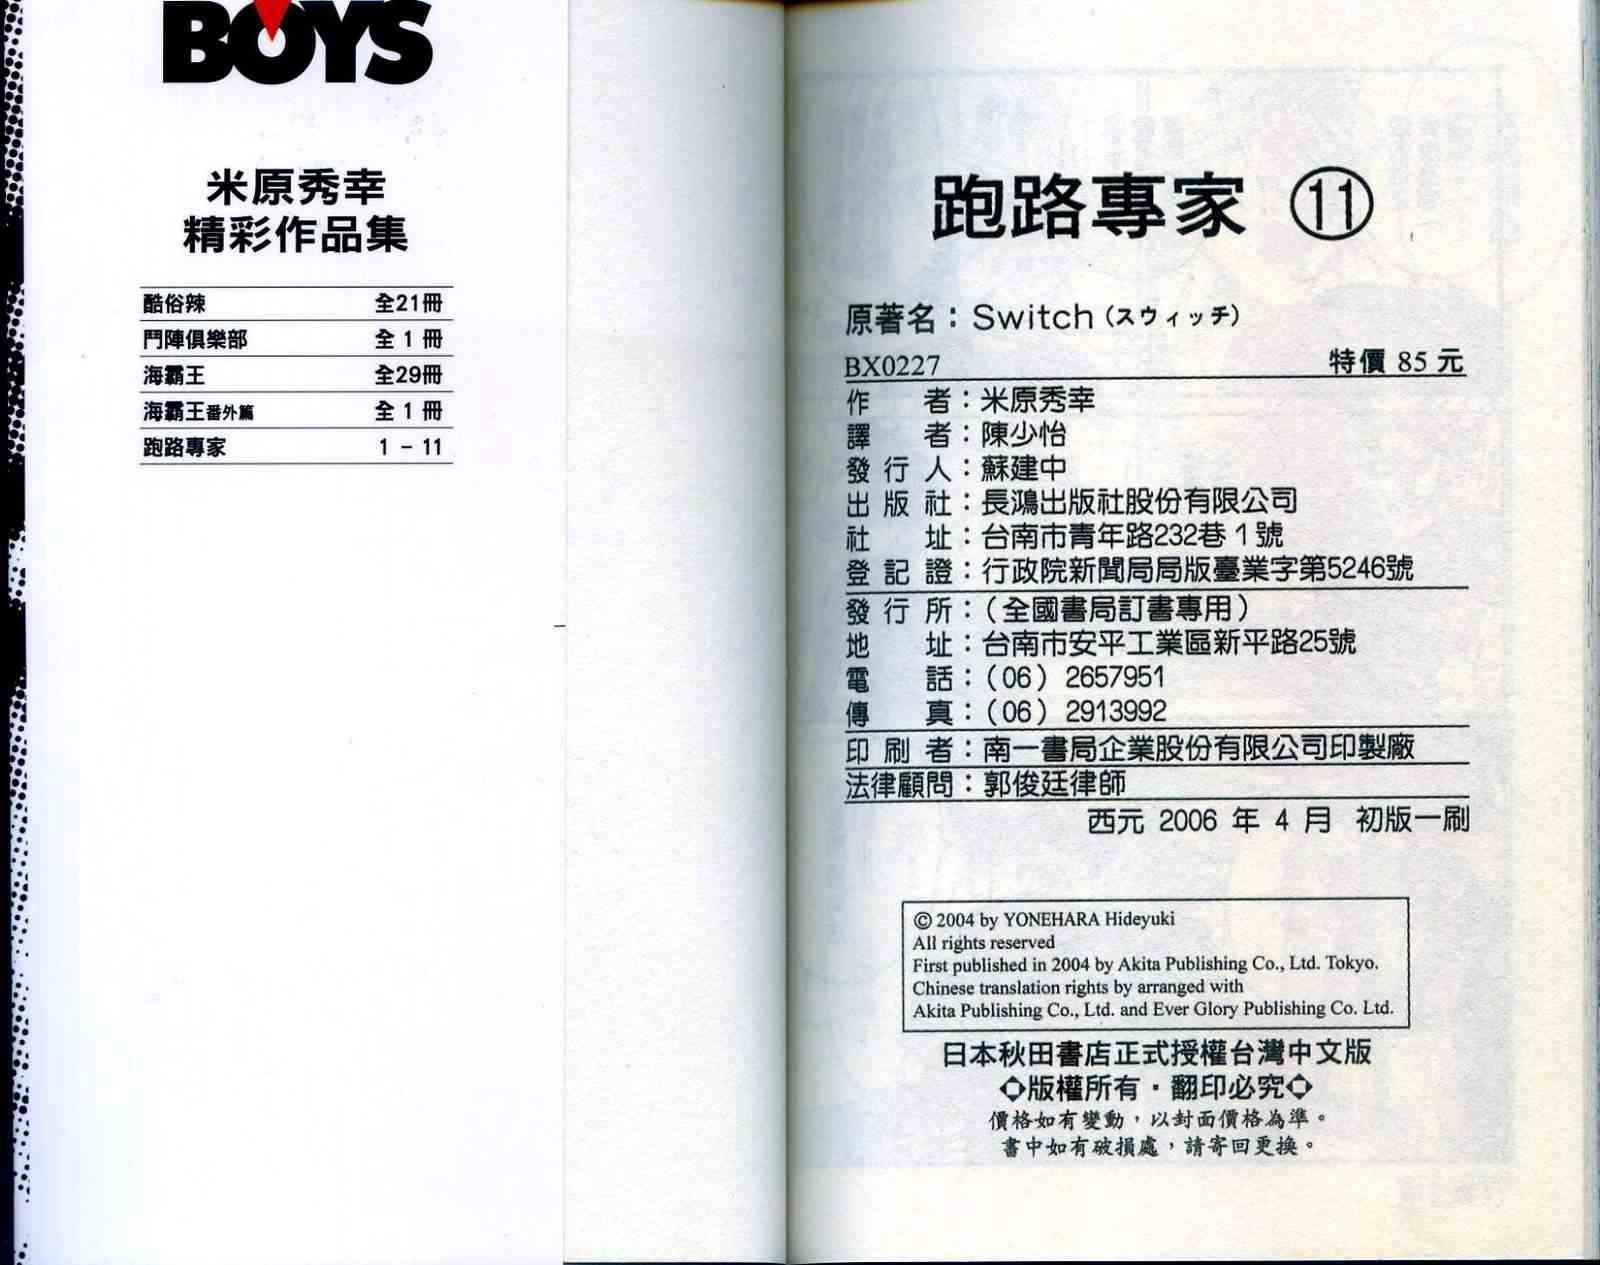 BOYS
米原秀幸
精彩作品集
酷俗辣 全21冊
鬥陣俱樂部 全1冊
海霸王 全29冊
海霸王番外篇 全1冊
跑路專家 1－11
跑路專家 ⑪
原著名：Switch（スウィッチ）
BX0227 特價 85 元
作者：米原秀幸
譯者：陳少怡
發行人：蘇建中
出版社：長鴻出版社股份有限公司
社址：台南市青年路232巷1號
登記證：行政院新聞局局版臺業字第5246號
發行所：（全國書局訂書專用）
地址：台南市安平工業區新平路25號
電話：（06）2657951
傳真：（06）2913992
印刷者：南一書局企業股份有限公司印製廠
法律顧問：郭俊廷律師
西元 2006 年 4 月 初版一刷
© 2004 by YONEHARA Hideyuki
All rights reserved
First published in 2004 by Akita Publishing Co., Ltd. Tokyo.
Chinese translation rights by arranged with
Akita Publishing Co., Ltd. and Ever Glory Publishing Co. Ltd.
日本秋田書店正式授權台灣中文版
◇版權所有・翻印必究◇
價格如有變動，以封面價格為準。
書中如有破損處，請寄回更換。